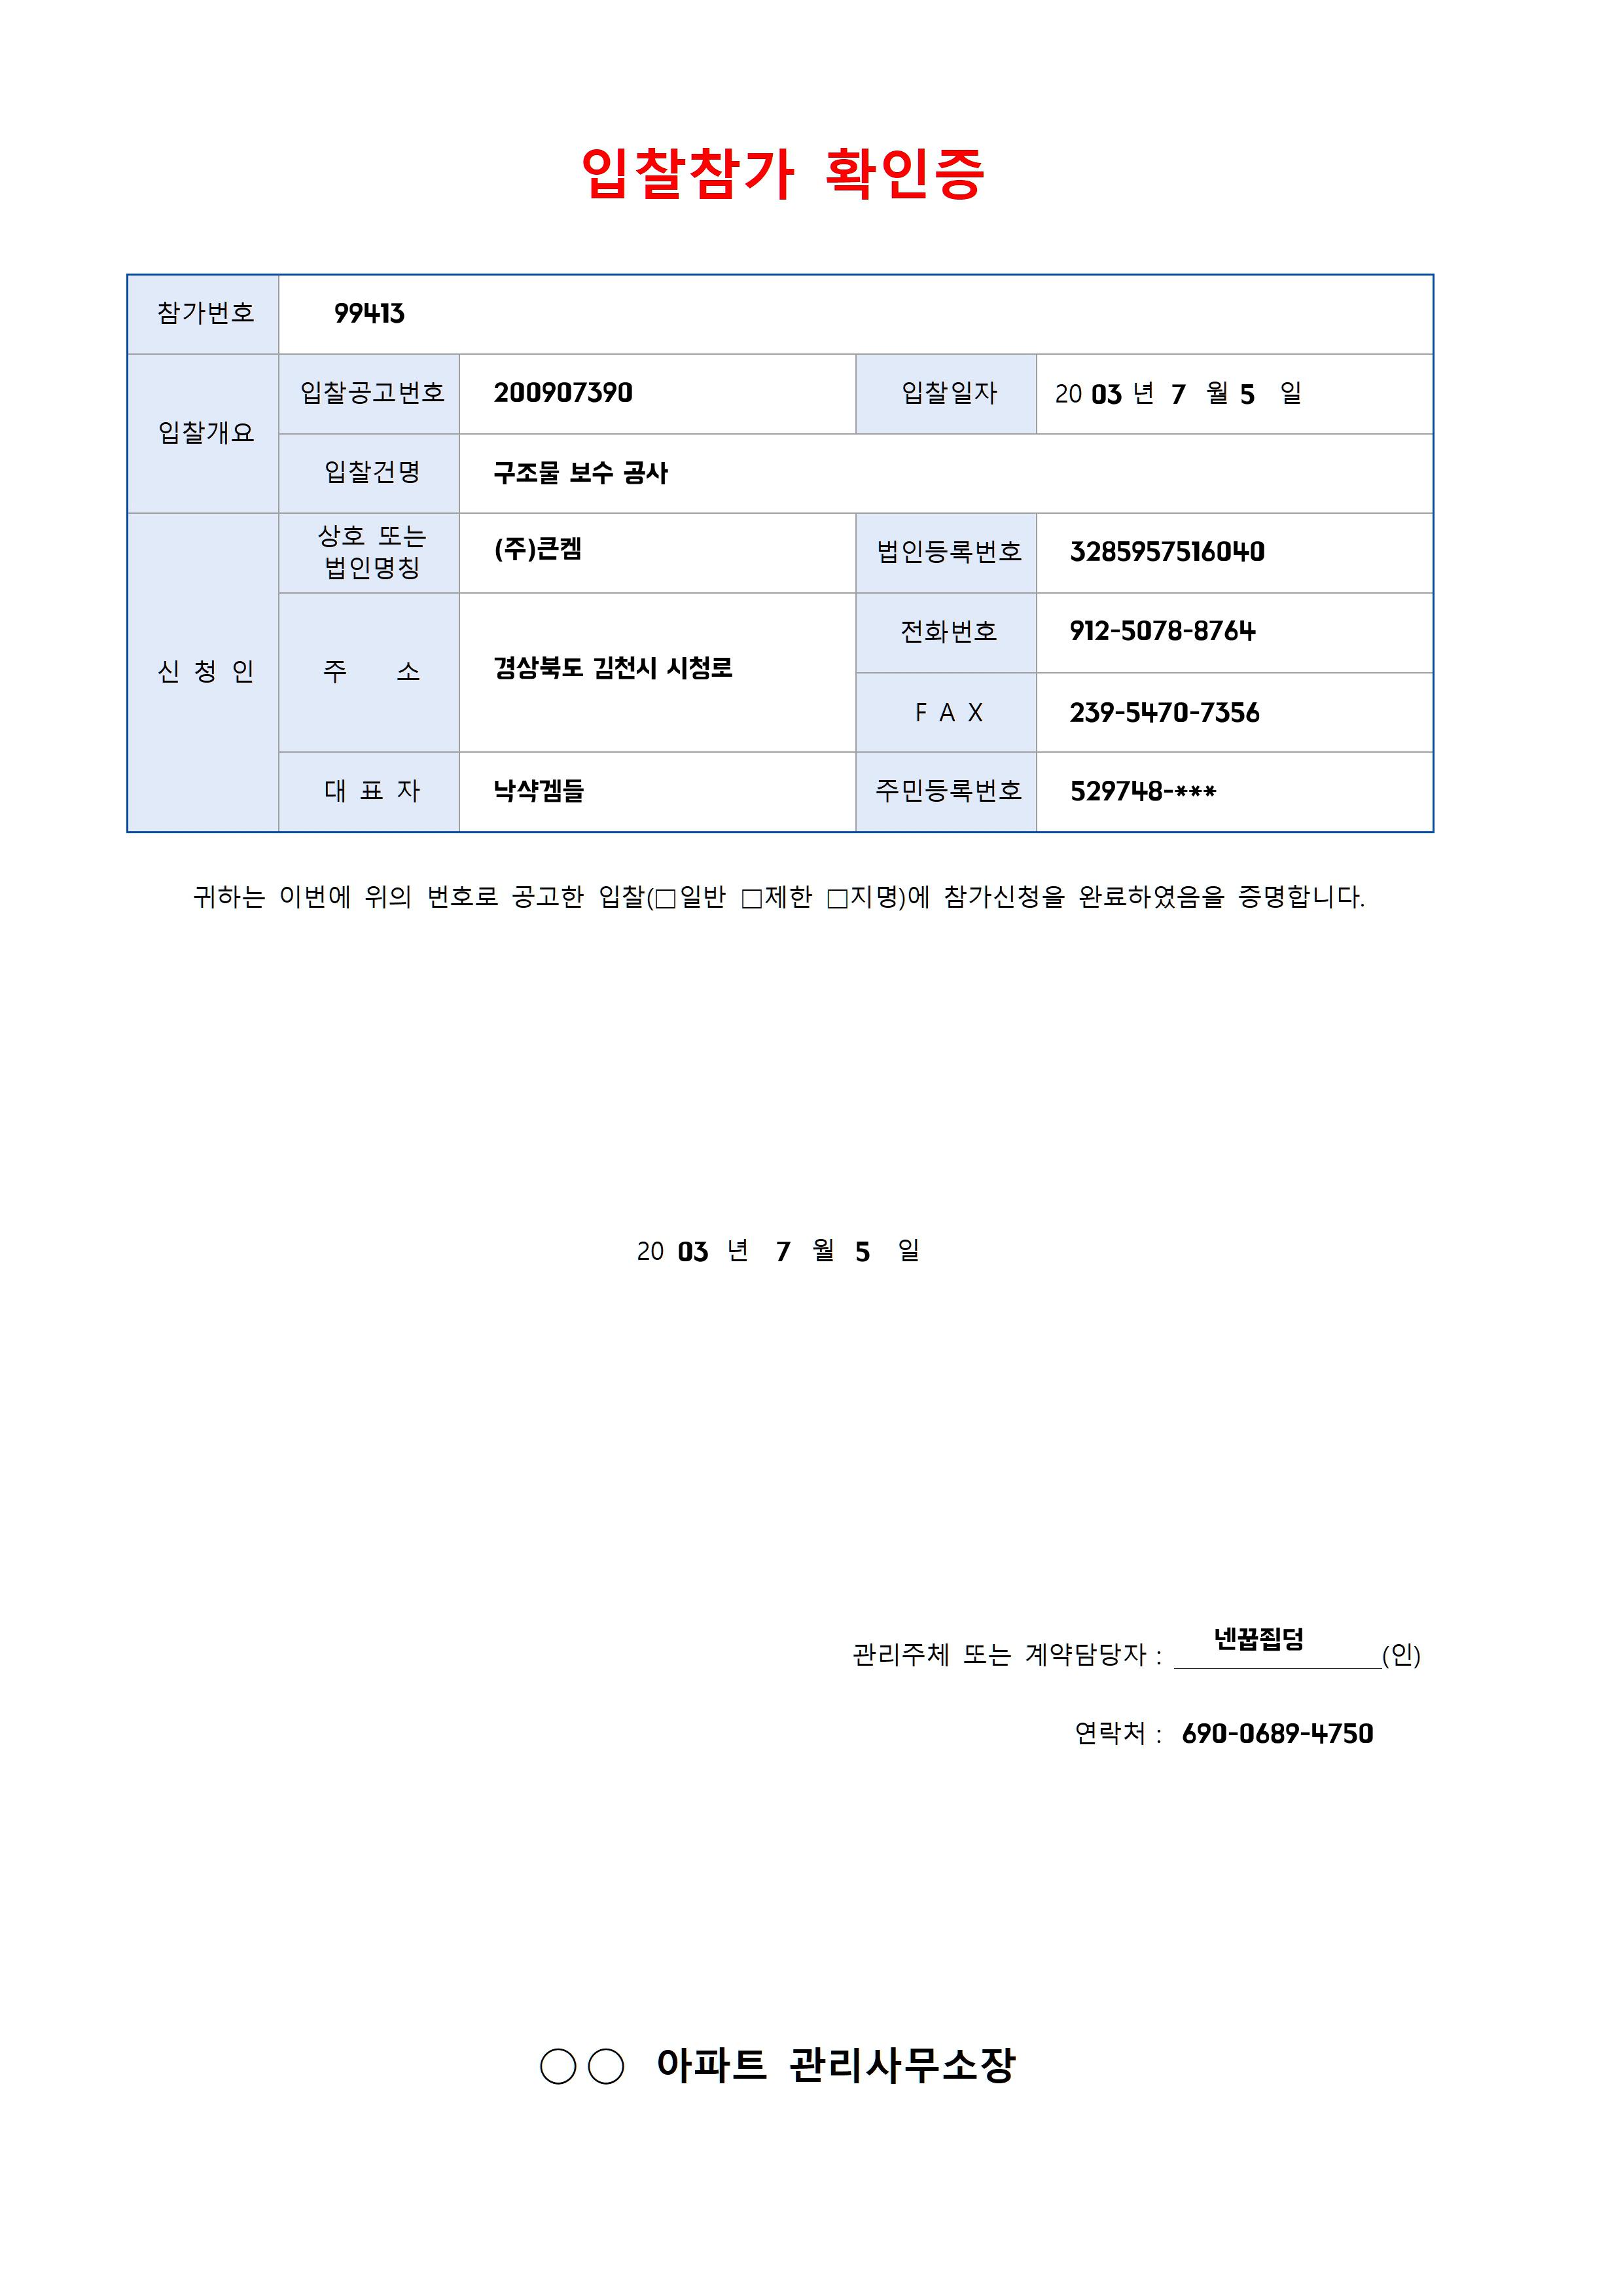 입찰참가 확인증
참가번호 99413
입찰개요 입찰공고번호 200907390 입찰일자 20 03 년 7 월 5 일
입찰건명 구조물 보수 공사
신 청 인 상호 또는 법인명칭 (주)큰켐 법인등록번호 3285957516040
주 소 경상북도 김천시 시청로 전화번호 912-5078-8764
F A X 239-5470-7356
대 표 자 낙샥겜들 주민등록번호 529748-***
귀하는 이번에 위의 번호로 공고한 입찰(□일반 □제한 □지명)에 참가신청을 완료하였음을 증명합니다.
20 03 년 7 월 5 일
관리주체 또는 계약담당자 : 넨꿉죕덩 (인)
연락처 : 690-0689-4750
○○ 아파트 관리사무소장